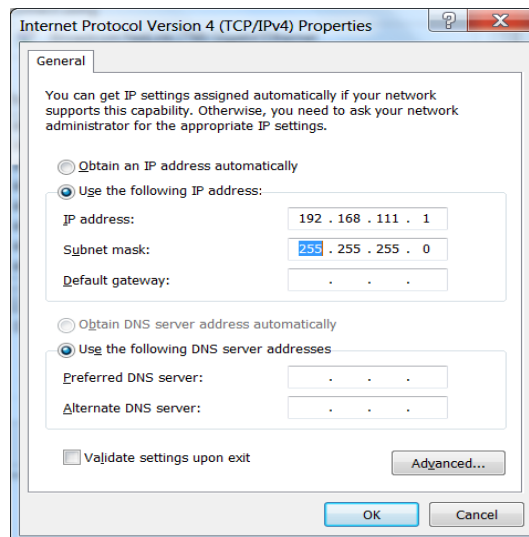 Internet Protocol Version 4 (TCP/IPv4) Properties
General
You can get IP settings assigned automatically if your network
supports this capability. Otherwise, you need to ask your network
administrator for the appropriate IP settings.
Obtain an IP address automatically
Use the following IP address:
IP address: 192 . 168 . 111 . 1
Subnet mask: 255 . 255 . 255 . 0
Default gateway: . . .
Obtain DNS server address automatically
Use the following DNS server addresses
Preferred DNS server: . . .
Alternate DNS server: . . .
Validate settings upon exit
Advanced...
OK Cancel